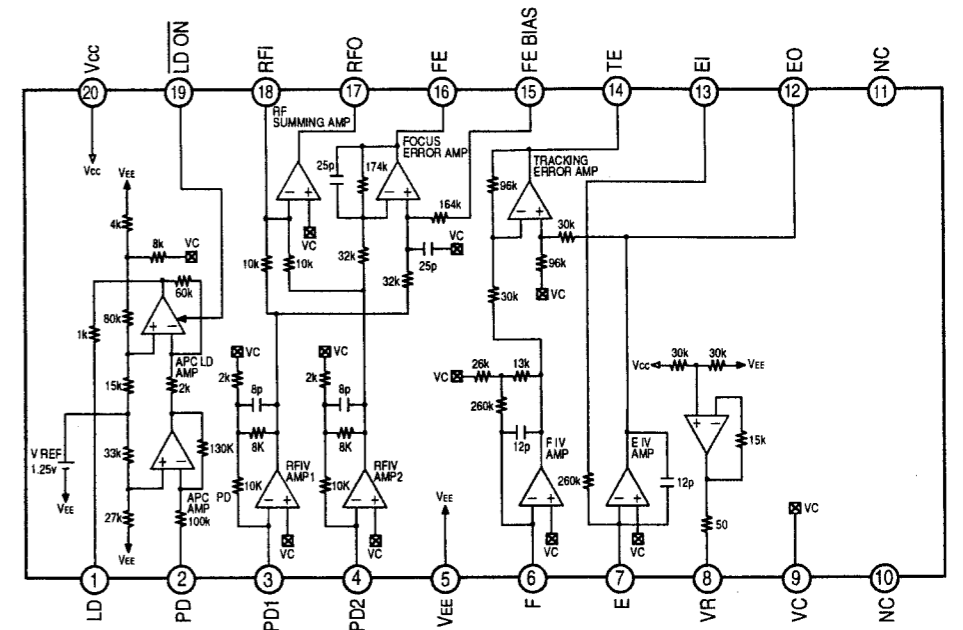 Vcc
LD ON
RFI
RFO
FE
FE BIAS
TE
EI
EO
NC
20
19
18
17
16
15
14
13
12
11
RF
SUMMING AMP
FOCUS
ERROR AMP
TRACKING
ERROR AMP
Vcc
VEE
4k
8k
VC
60k
80k
1k
APC LD
AMP
15k
2k
V REF
1.25v
33k
130K
VEE
27k
APC
AMP
100k
VEE
25p
174k
164k
VC
VC
10k
10k
32k
32k
25p
96k
30k
96k
VC
30k
VC
2k
8p
8K
10K
PD
RFIV
AMP1
VC
VC
2k
8p
8K
10K
RFIV
AMP2
VC
VEE
VC
26k
13k
260k
12p
F IV
AMP
VC
260k
E IV
AMP
12p
VC
Vcc
30k
30k
VEE
15k
50
VC
1
2
3
4
5
6
7
8
9
10
LD
PD
PD1
PD2
VEE
F
E
VR
VC
NC